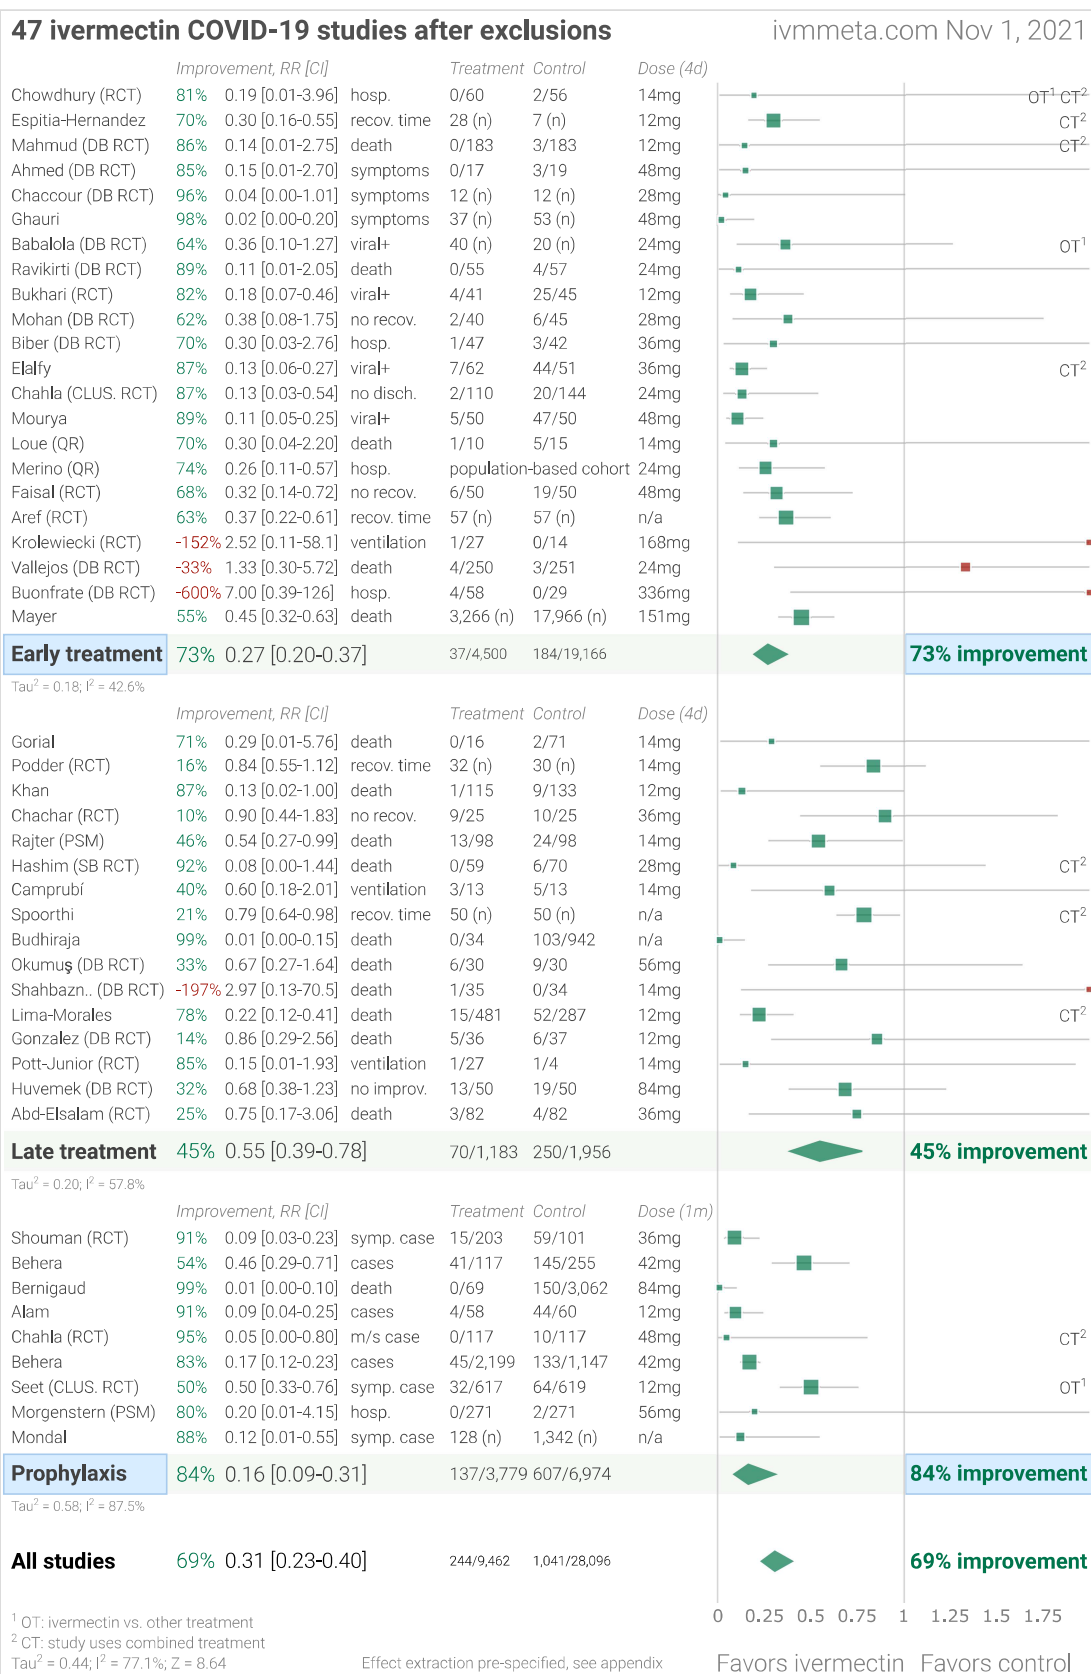 47 ivermectin COVID-19 studies after exclusions ivmmeta.com Nov 1, 2021
Improvement, RR [CI] Treatment Control Dose (4d)
Chowdhury (RCT) 81% 0.19 [0.01-3.96] hosp. 0/60 2/56 14mg OT¹ CT²
Espitia-Hernandez 70% 0.30 [0.16-0.55] recov. time 28 (n) 7 (n) 12mg CT²
Mahmud (DB RCT) 86% 0.14 [0.01-2.75] death 0/183 3/183 12mg CT²
Ahmed (DB RCT) 85% 0.15 [0.01-2.70] symptoms 0/17 3/19 48mg
Chaccour (DB RCT) 96% 0.04 [0.00-1.01] symptoms 12 (n) 12 (n) 28mg
Ghauri 98% 0.02 [0.00-0.20] symptoms 37 (n) 53 (n) 48mg
Babalola (DB RCT) 64% 0.36 [0.10-1.27] viral+ 40 (n) 20 (n) 24mg OT¹
Ravikirti (DB RCT) 89% 0.11 [0.01-2.05] death 0/55 4/57 24mg
Bukhari (RCT) 82% 0.18 [0.07-0.46] viral+ 4/41 25/45 12mg
Mohan (DB RCT) 62% 0.38 [0.08-1.75] no recov. 2/40 6/45 28mg
Biber (DB RCT) 70% 0.30 [0.03-2.76] hosp. 1/47 3/42 36mg
Elalfy 87% 0.13 [0.06-0.27] viral+ 7/62 44/51 36mg CT²
Chahla (CLUS. RCT) 87% 0.13 [0.03-0.54] no disch. 2/110 20/144 24mg
Mourya 89% 0.11 [0.05-0.25] viral+ 5/50 47/50 48mg
Loue (QR) 70% 0.30 [0.04-2.20] death 1/10 5/15 14mg
Merino (QR) 74% 0.26 [0.11-0.57] hosp. population-based cohort 24mg
Faisal (RCT) 68% 0.32 [0.14-0.72] no recov. 6/50 19/50 48mg
Aref (RCT) 63% 0.37 [0.22-0.61] recov. time 57 (n) 57 (n) n/a
Krolewiecki (RCT) -152% 2.52 [0.11-58.1] ventilation 1/27 0/14 168mg
Vallejos (DB RCT) -33% 1.33 [0.30-5.72] death 4/250 3/251 24mg
Buonfrate (DB RCT) -600% 7.00 [0.39-126] hosp. 4/58 0/29 336mg
Mayer 55% 0.45 [0.32-0.63] death 3,266 (n) 17,966 (n) 151mg
Early treatment 73% 0.27 [0.20-0.37] 37/4,500 184/19,166 73% improvement
Tau² = 0.18; I² = 42.6%
Improvement, RR [CI] Treatment Control Dose (4d)
Gorial 71% 0.29 [0.01-5.76] death 0/16 2/71 14mg
Podder (RCT) 16% 0.84 [0.55-1.12] recov. time 32 (n) 30 (n) 14mg
Khan 87% 0.13 [0.02-1.00] death 1/115 9/133 12mg
Chachar (RCT) 10% 0.90 [0.44-1.83] no recov. 9/25 10/25 36mg
Rajter (PSM) 46% 0.54 [0.27-0.99] death 13/98 24/98 14mg
Hashim (SB RCT) 92% 0.08 [0.00-1.44] death 0/59 6/70 28mg CT²
Camprubí 40% 0.60 [0.18-2.01] ventilation 3/13 5/13 14mg
Spoorthi 21% 0.79 [0.64-0.98] recov. time 50 (n) 50 (n) n/a CT²
Budhiraja 99% 0.01 [0.00-0.15] death 0/34 103/942 n/a
Okumuş (DB RCT) 33% 0.67 [0.27-1.64] death 6/30 9/30 56mg
Shahbazn.. (DB RCT) -197% 2.97 [0.13-70.5] death 1/35 0/34 14mg
Lima-Morales 78% 0.22 [0.12-0.41] death 15/481 52/287 12mg CT²
Gonzalez (DB RCT) 14% 0.86 [0.29-2.56] death 5/36 6/37 12mg
Pott-Junior (RCT) 85% 0.15 [0.01-1.93] ventilation 1/27 1/4 14mg
Huvemek (DB RCT) 32% 0.68 [0.38-1.23] no improv. 13/50 19/50 84mg
Abd-Elsalam (RCT) 25% 0.75 [0.17-3.06] death 3/82 4/82 36mg
Late treatment 45% 0.55 [0.39-0.78] 70/1,183 250/1,956 45% improvement
Tau² = 0.20; I² = 57.8%
Improvement, RR [CI] Treatment Control Dose (1m)
Shouman (RCT) 91% 0.09 [0.03-0.23] symp. case 15/203 59/101 36mg
Behera 54% 0.46 [0.29-0.71] cases 41/117 145/255 42mg
Bernigaud 99% 0.01 [0.00-0.10] death 0/69 150/3,062 84mg
Alam 91% 0.09 [0.04-0.25] cases 4/58 44/60 12mg
Chahla (RCT) 95% 0.05 [0.00-0.80] m/s case 0/117 10/117 48mg CT²
Behera 83% 0.17 [0.12-0.23] cases 45/2,199 133/1,147 42mg
Seet (CLUS. RCT) 50% 0.50 [0.33-0.76] symp. case 32/617 64/619 12mg OT¹
Morgenstern (PSM) 80% 0.20 [0.01-4.15] hosp. 0/271 2/271 56mg
Mondal 88% 0.12 [0.01-0.55] symp. case 128 (n) 1,342 (n) n/a
Prophylaxis 84% 0.16 [0.09-0.31] 137/3,779 607/6,974 84% improvement
Tau² = 0.58; I² = 87.5%
All studies 69% 0.31 [0.23-0.40] 244/9,462 1,041/28,096 69% improvement
0 0.25 0.5 0.75 1 1.25 1.5 1.75
¹ OT: ivermectin vs. other treatment
² CT: study uses combined treatment
Tau² = 0.44; I² = 77.1%; Z = 8.64 Effect extraction pre-specified, see appendix Favors ivermectin Favors control